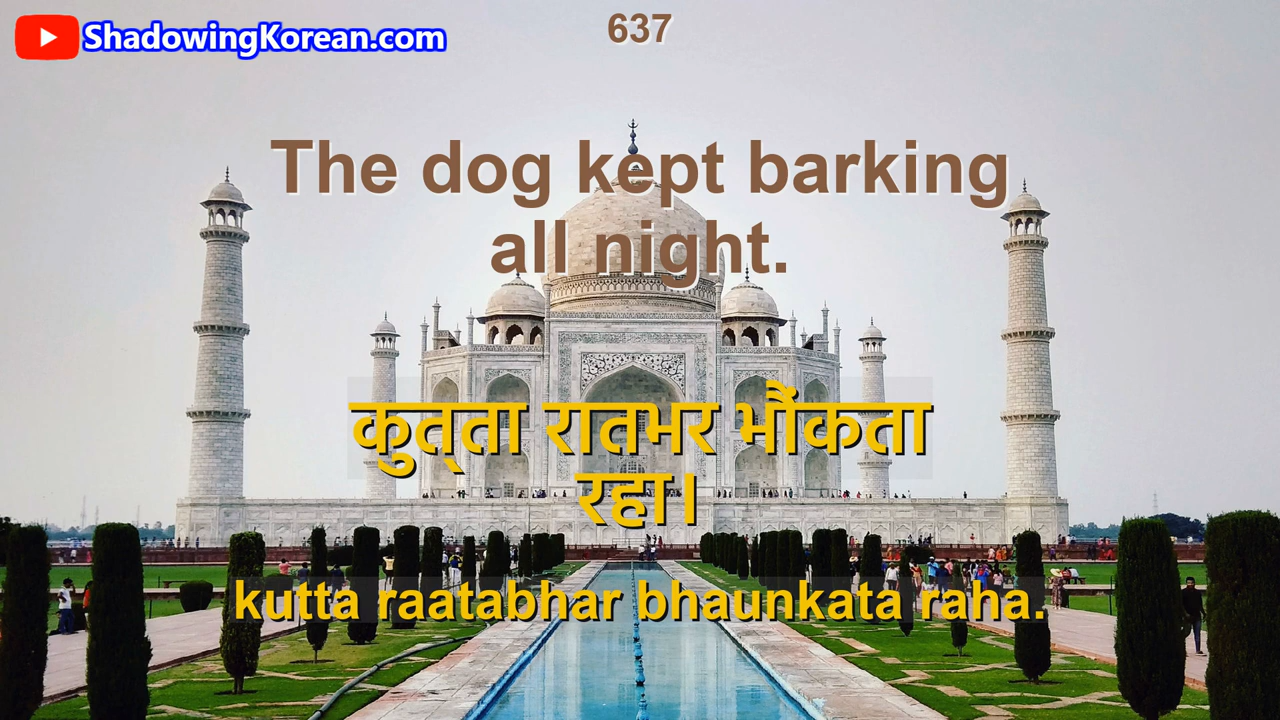 ShadowingKorean.com
637
The dog kept barking
all night.
कुत्ता रातभर भौंकता
रहा।
kutta raatabhar bhaunkata raha.